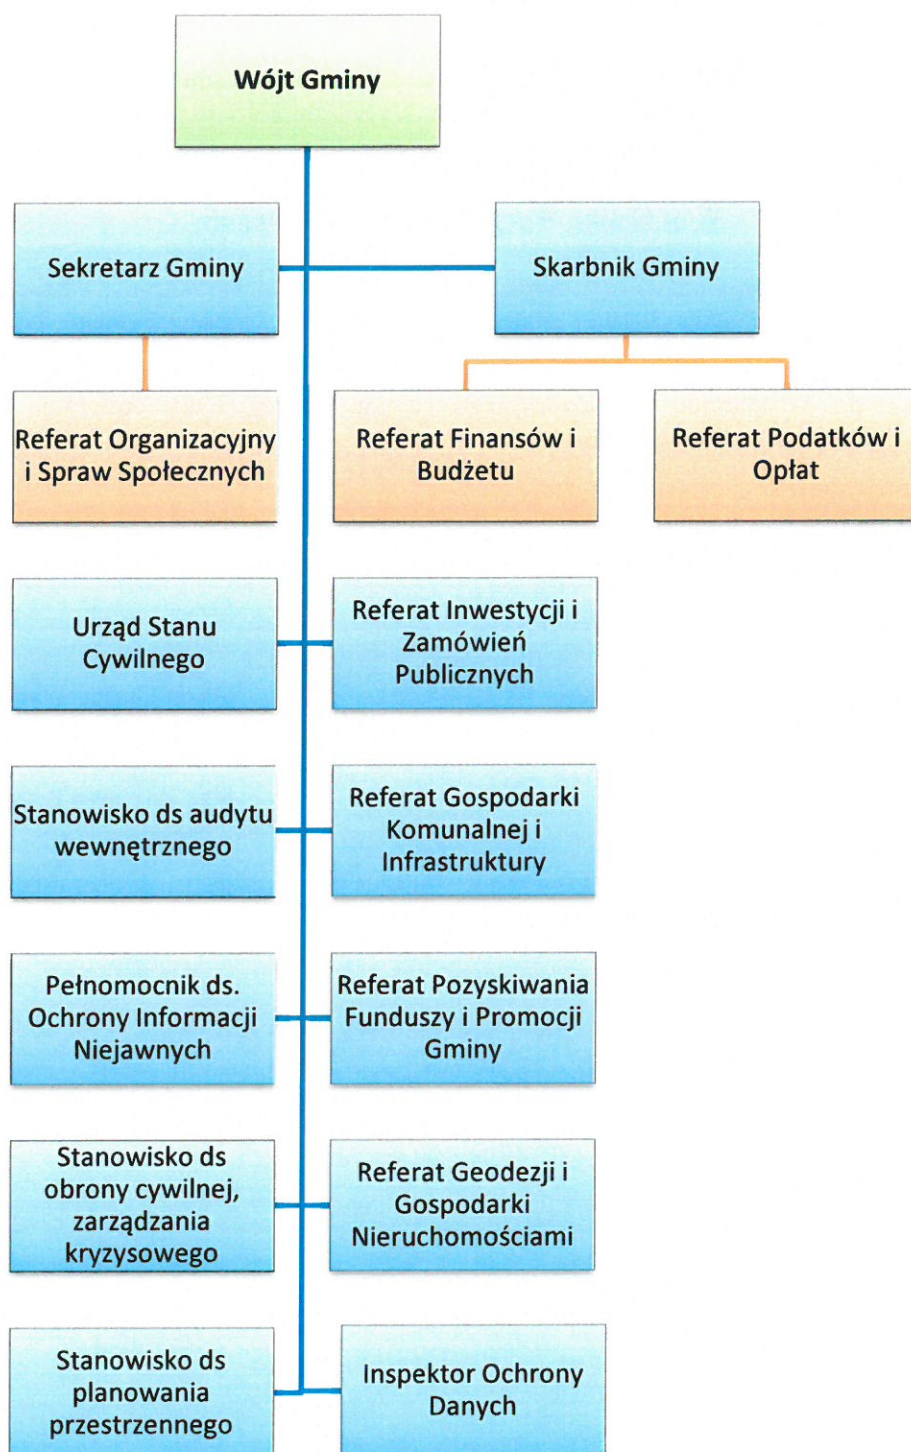 Wójt Gminy
Sekretarz Gminy
Skarbnik Gminy
Referat Organizacyjny
i Spraw Społecznych
Referat Finansów i
Budżetu
Referat Podatków i
Opłat
Urząd Stanu
Cywilnego
Referat Inwestycji i
Zamówień
Publicznych
Stanowisko ds audytu
wewnętrznego
Referat Gospodarki
Komunalnej i
Infrastruktury
Pełnomocnik ds.
Ochrony Informacji
Niejawnych
Referat Pozyskiwania
Funduszy i Promocji
Gminy
Stanowisko ds
obrony cywilnej,
zarządzania
kryzysowego
Referat Geodezji i
Gospodarki
Nieruchomościami
Stanowisko ds
planowania
przestrzennego
Inspektor Ochrony
Danych